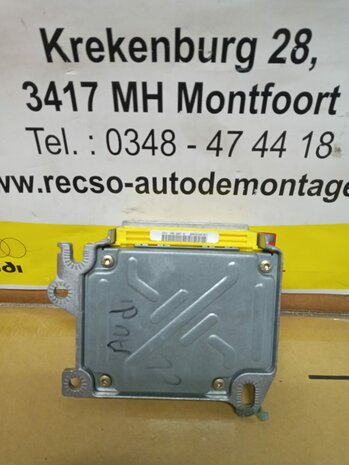 Krekenburg 28,
3417 MH Montfoort
Tel. : 0348 - 47 44 18
www.recso-autodemontage
AUDI